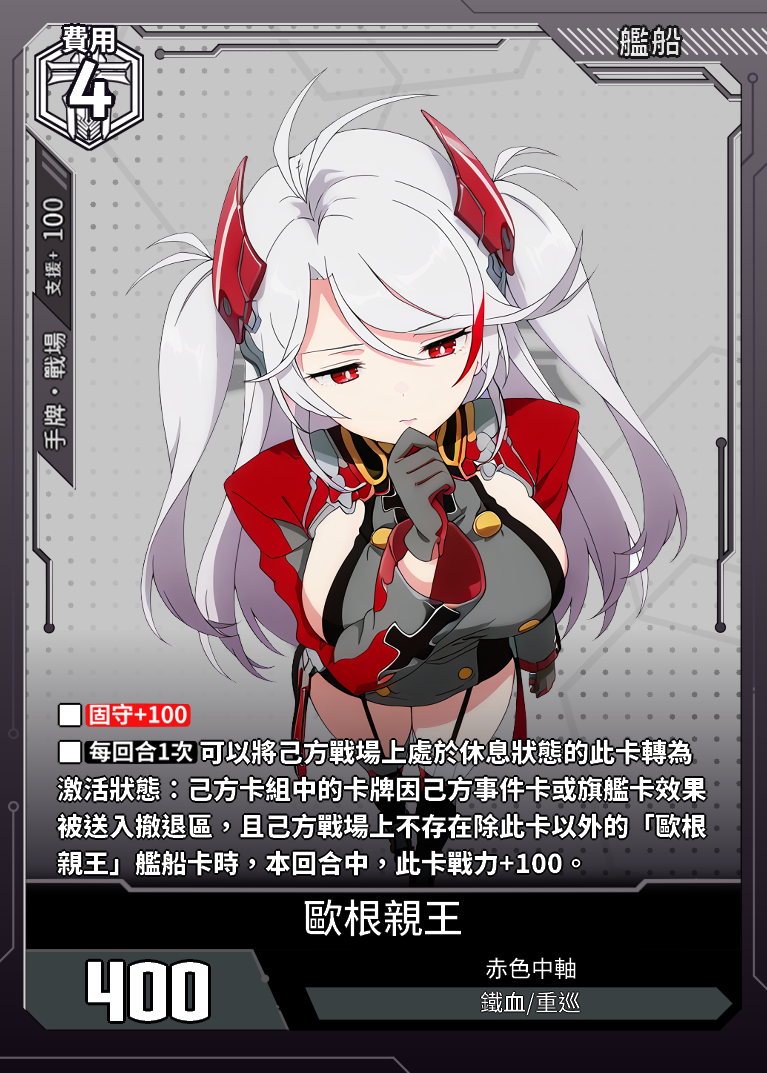 費用
4
艦船
支援+ 100
手牌・戰場
■ 固守+100
■ 每回合1次 可以將己方戰場上處於休息狀態的此卡轉為
激活狀態：己方卡組中的卡牌因己方事件卡或旗艦卡效果
被送入撤退區，且己方戰場上不存在除此卡以外的「歐根
親王」艦船卡時，本回合中，此卡戰力+100。
歐根親王
400
赤色中軸
鐵血/重巡